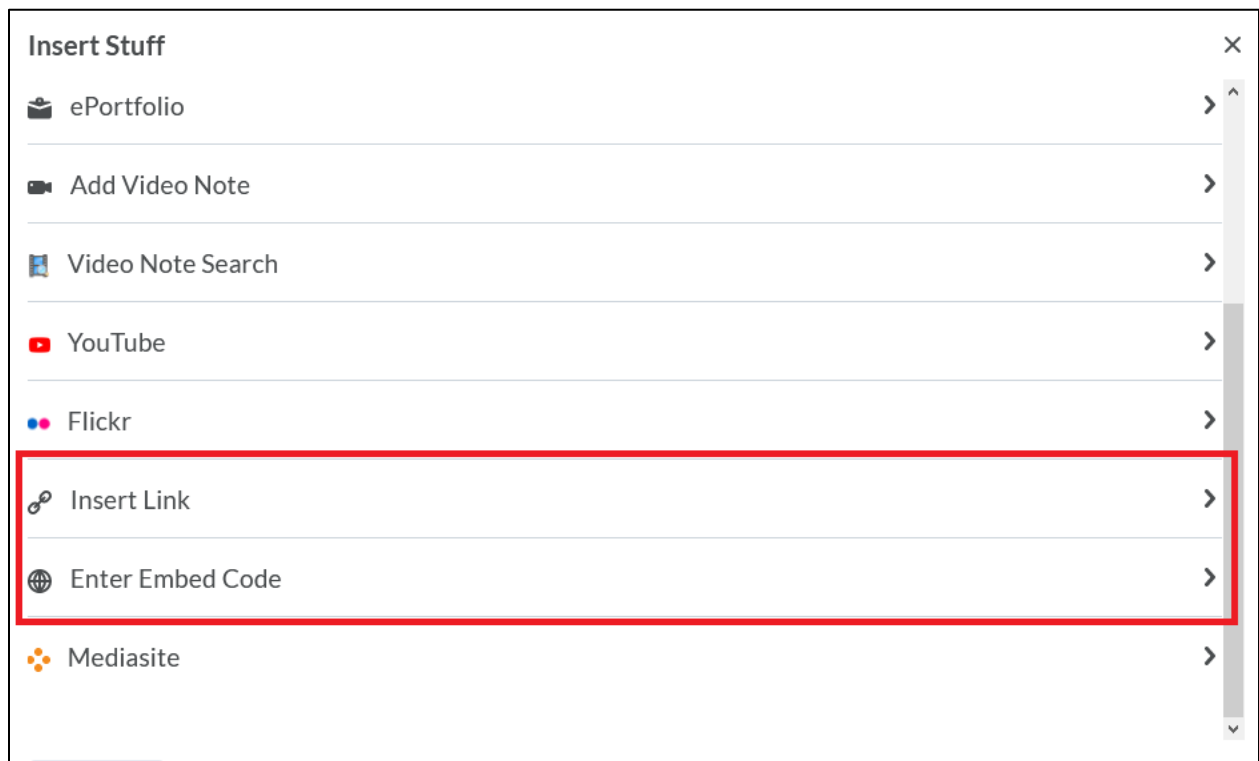 Insert Stuff
ePortfolio
Add Video Note
Video Note Search
YouTube
Flickr
Insert Link
Enter Embed Code
Mediasite